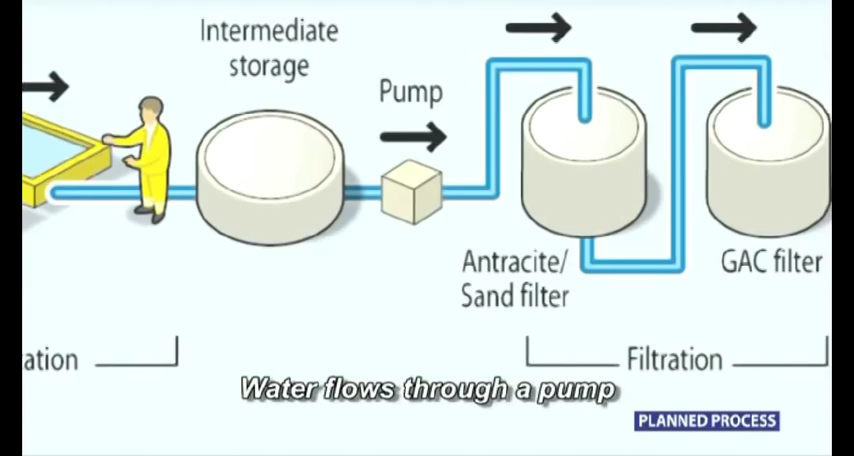 Intermediate
storage
Pump
Antracite/
Sand filter
GAC filter
ation
Filtration
Water flows through a pump
PLANNED PROCESS